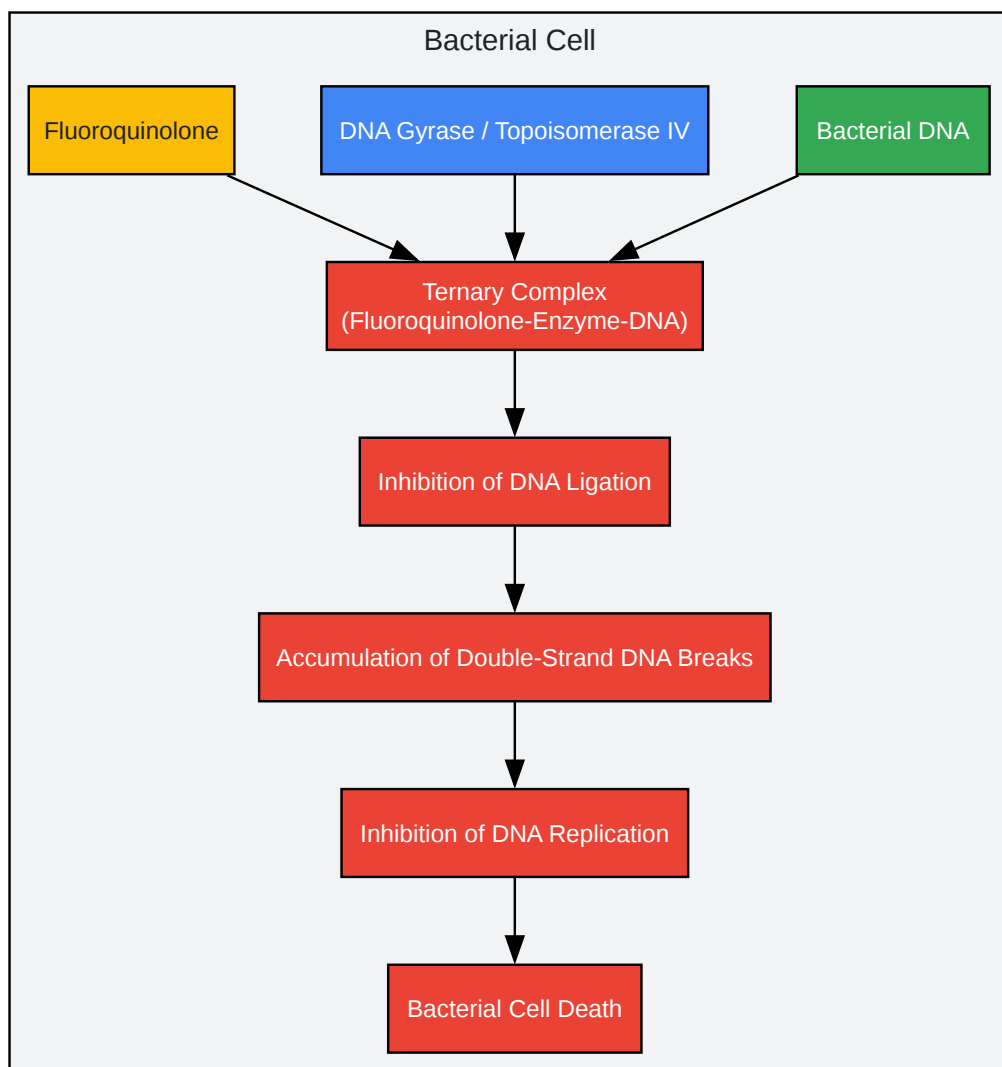 Bacterial Cell
Fluoroquinolone
DNA Gyrase / Topoisomerase IV
Bacterial DNA
Ternary Complex
(Fluoroquinolone-Enzyme-DNA)
Inhibition of DNA Ligation
Accumulation of Double-Strand DNA Breaks
Inhibition of DNA Replication
Bacterial Cell Death